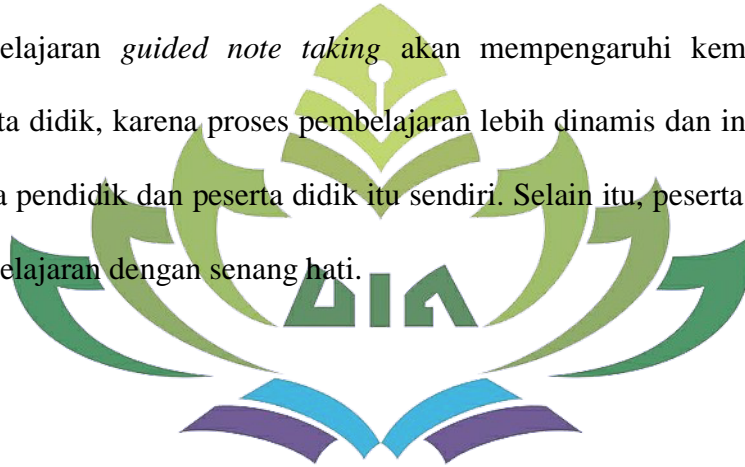 elajaran guided note taking akan mempengaruhi kem
ta didik, karena proses pembelajaran lebih dinamis dan in
a pendidik dan peserta didik itu sendiri. Selain itu, peserta
elajaran dengan senang hati.
UIN